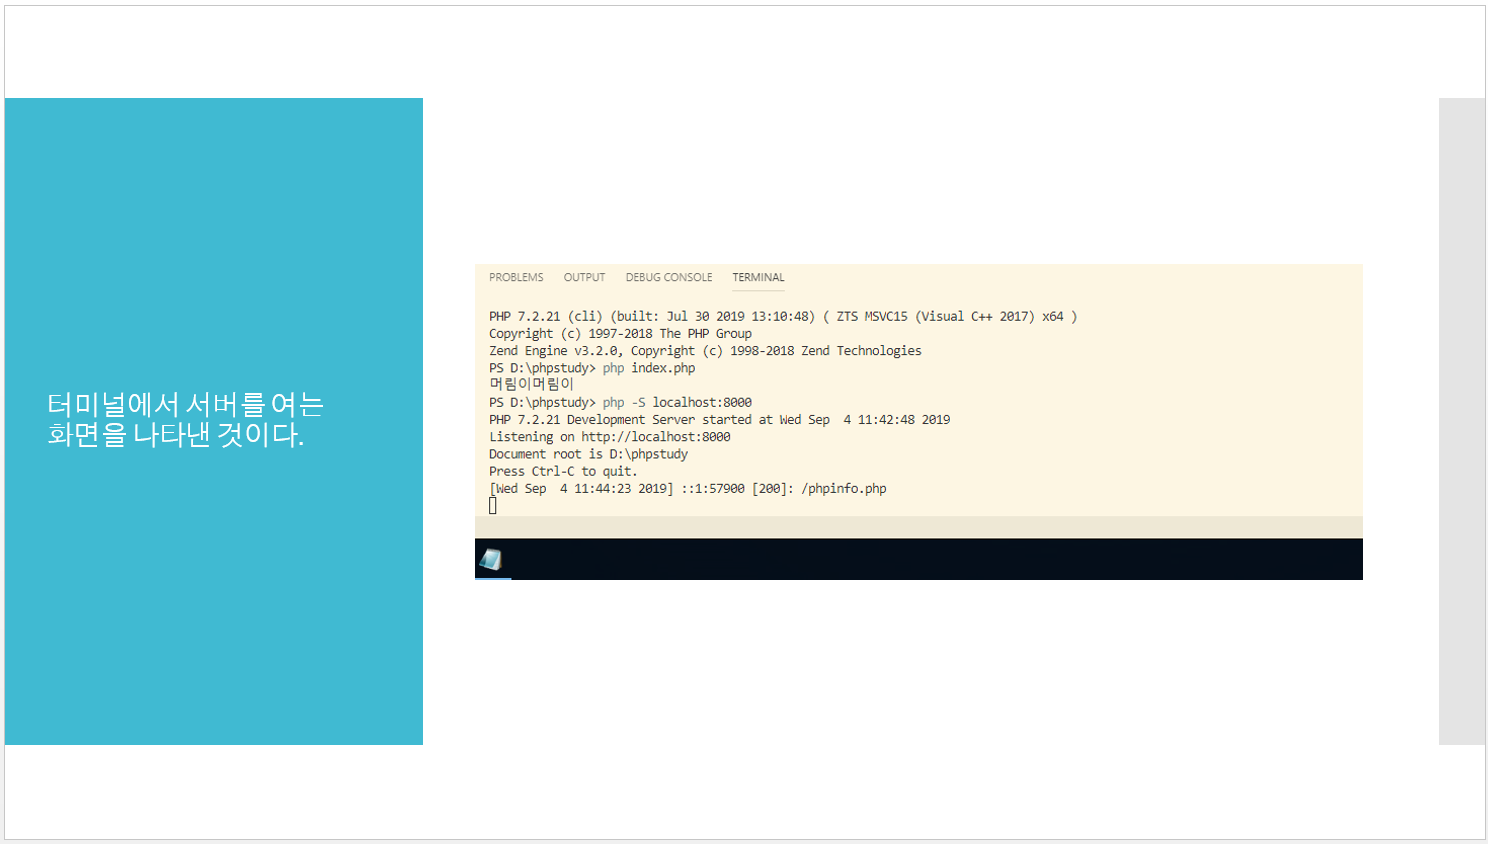 터미널에서 서버를 여는
화면을 나타낸 것이다.
PROBLEMS OUTPUT DEBUG CONSOLE TERMINAL
PHP 7.2.21 (cli) (built: Jul 30 2019 13:10:48) ( ZTS MSVC15 (Visual C++ 2017) x64 )
Copyright (c) 1997-2018 The PHP Group
Zend Engine v3.2.0, Copyright (c) 1998-2018 Zend Technologies
PS D:\phpstudy> php index.php
머림이머림이
PS D:\phpstudy> php -S localhost:8000
PHP 7.2.21 Development Server started at Wed Sep  4 11:42:48 2019
Listening on http://localhost:8000
Document root is D:\phpstudy
Press Ctrl-C to quit.
[Wed Sep  4 11:44:23 2019] ::1:57900 [200]: /phpinfo.php